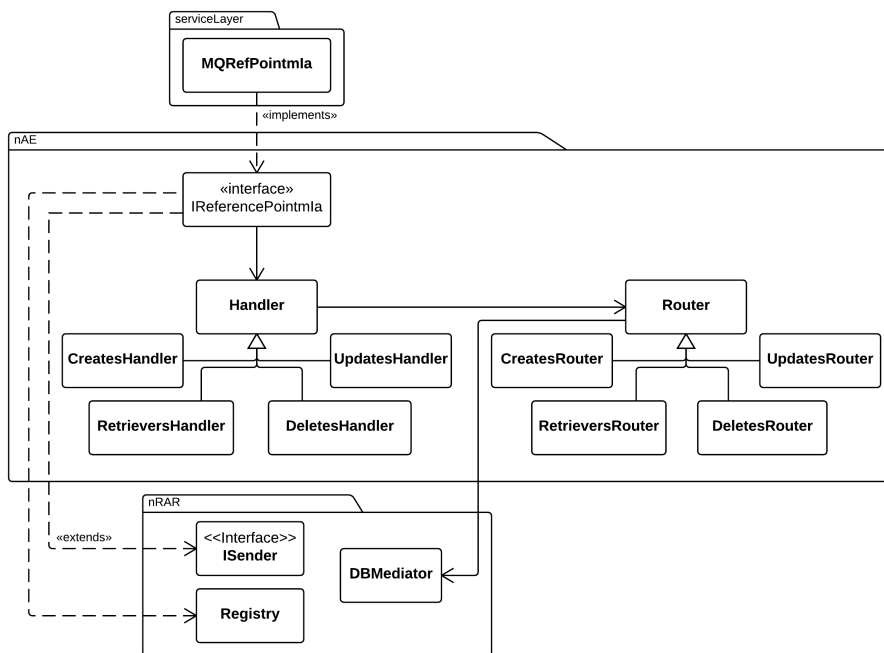 serviceLayer
MQRefPointmIa
«implements»
nAE
«interface»
IReferencePointmIa
Handler
Router
CreatesHandler
UpdatesHandler
CreatesRouter
UpdatesRouter
RetrieversHandler
DeletesHandler
RetrieversRouter
DeletesRouter
nRAR
«extends»
<<Interface>>
ISender
DBMediator
Registry